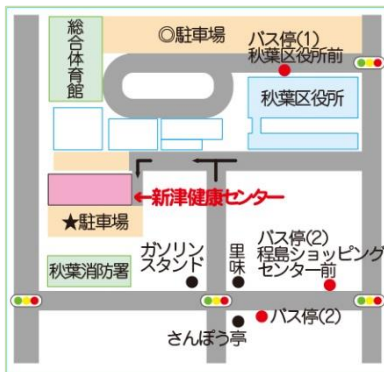 総合体育館
◎駐車場
バス停(1)
秋葉区役所前
秋葉区役所
←新津健康センター
★駐車場
秋葉消防署
ガソリン
スタンド
里味
バス停(2)
程島ショッピング
センター前
バス停(2)
さんぽう亭